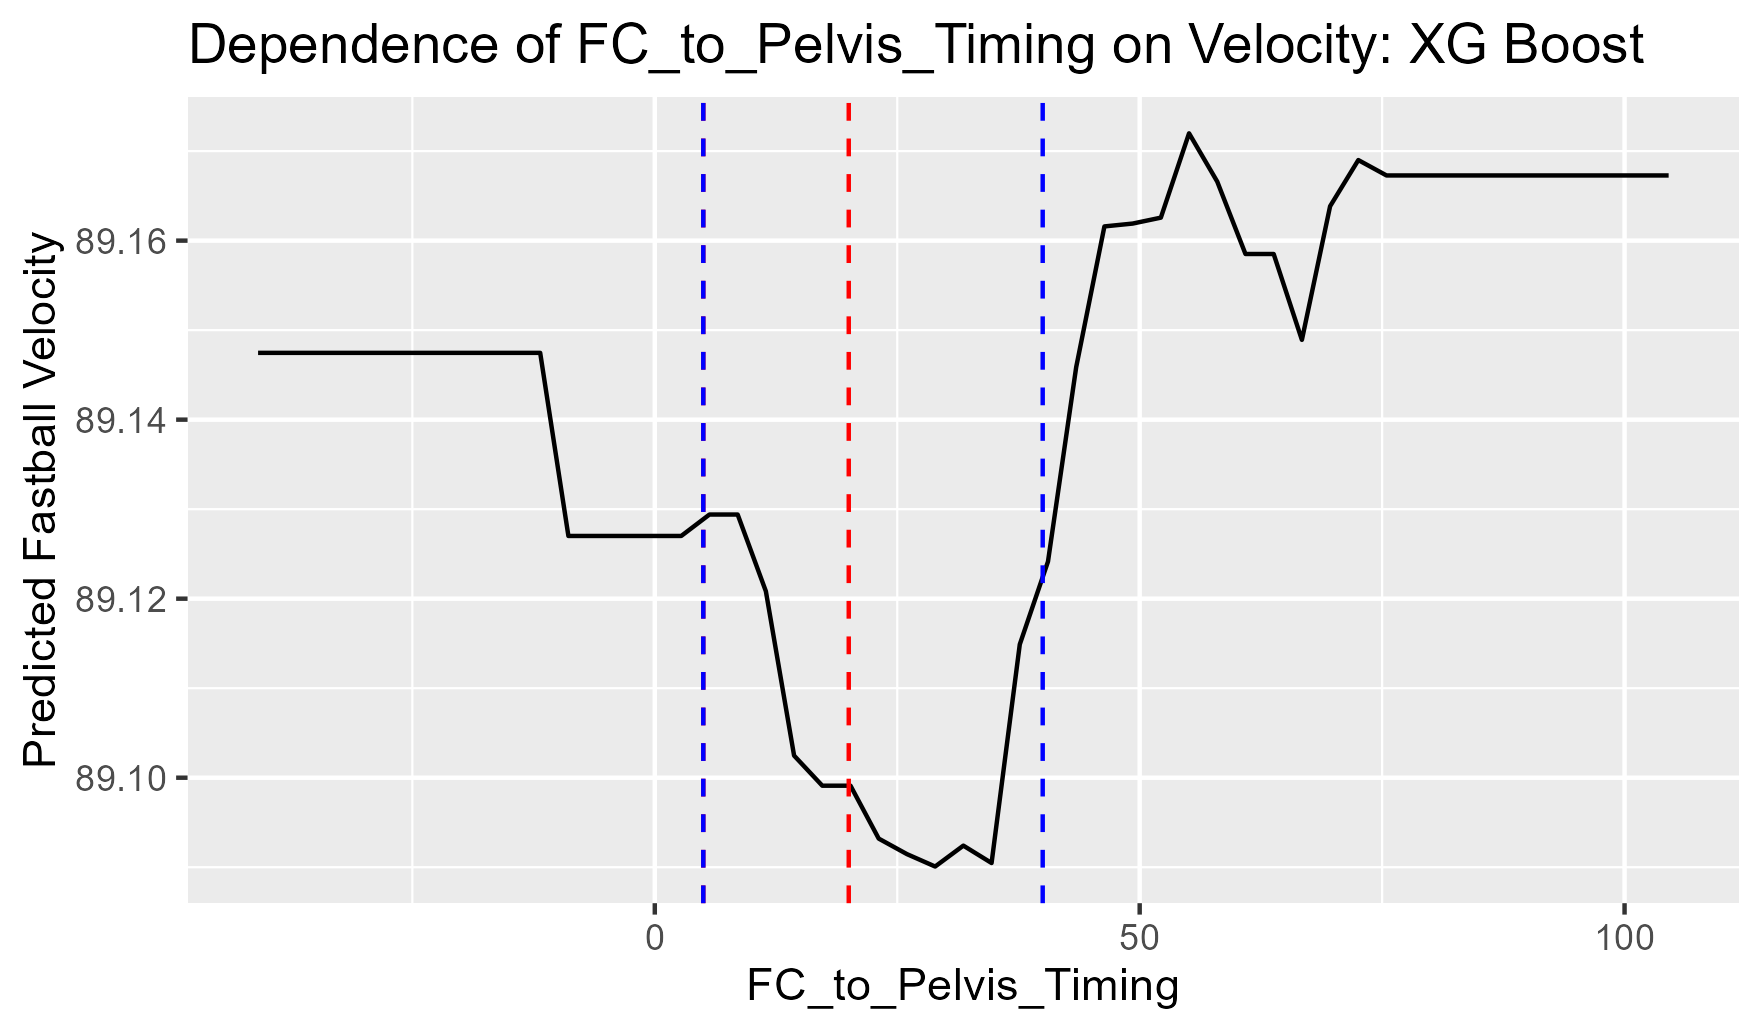 Dependence of FC_to_Pelvis_Timing on Velocity: XG Boost
Predicted Fastball Velocity
89.16
89.14
89.12
89.10
0 50 100
FC_to_Pelvis_Timing